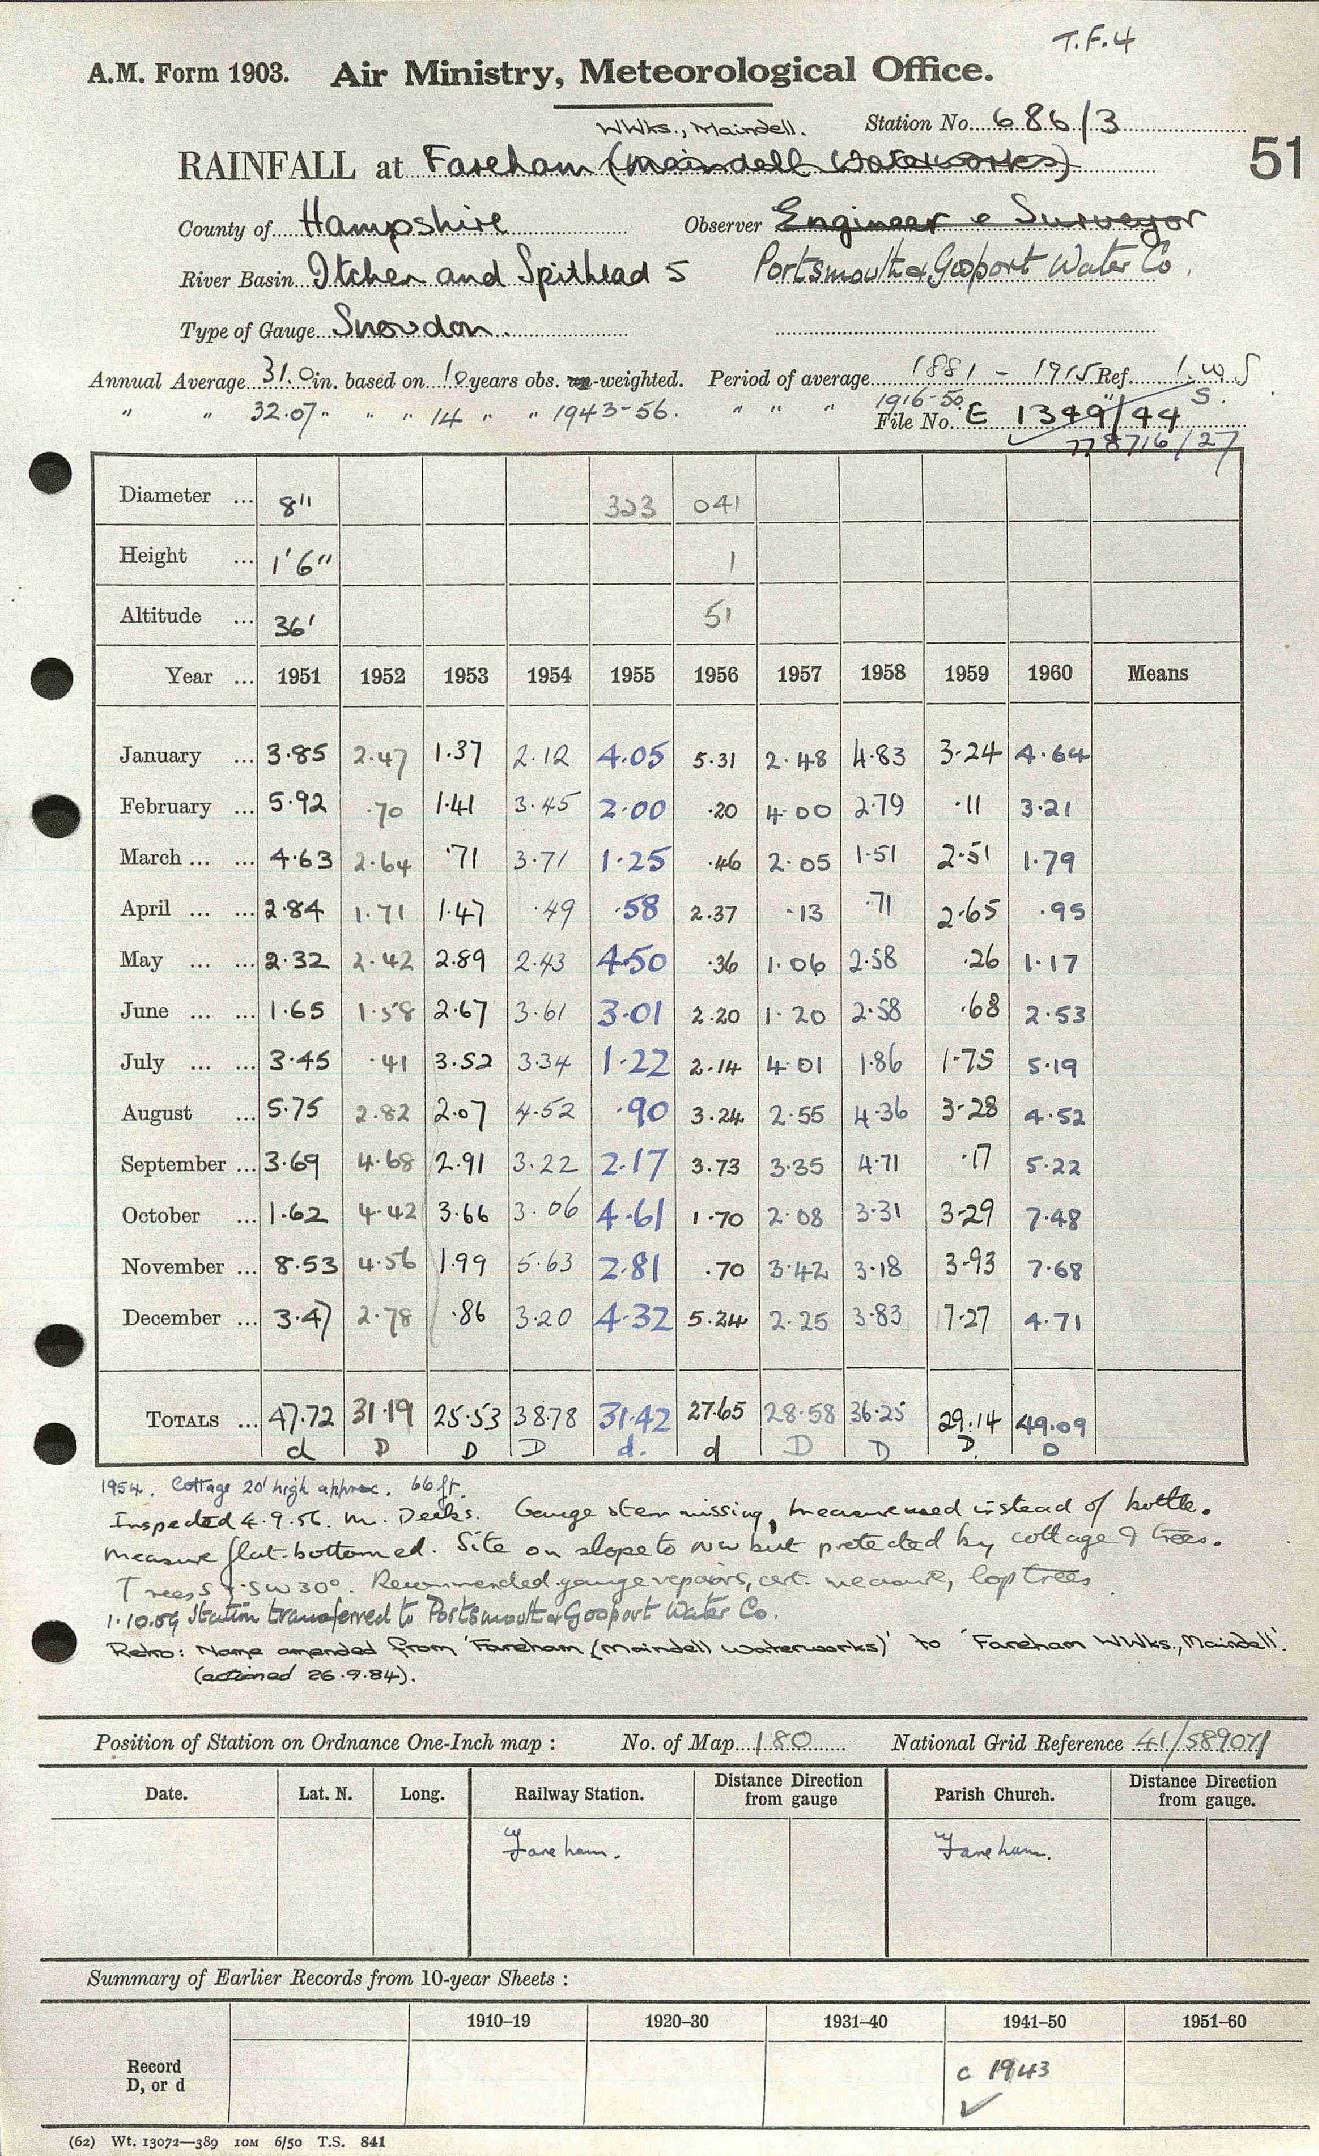 T.F.4
A.M. Form 1903. Air Ministry, Meteorological Office.
WWks., Maindell. Station No. 686/3
RAINFALL at Fareham (Maindell Waterworks) 51
County of Hampshire Observer Engineer & Surveyor
River Basin Itchen and Spithead S Portsmouth & Gosport Water Co.
Type of Gauge Snowdon.
Annual Average 31.0 in. based on 10 years obs. un-weighted. Period of average 1881 - 1915 Ref. I.W.S
" " 32.07" " " 14 " " 1943-56. " " " 1916-50 " S.
File No. E 1349/44
778716/27
Diameter ... 8" 323 041
Height ... 1'6" 1
Altitude ... 36' 51
Year ... 1951 1952 1953 1954 1955 1956 1957 1958 1959 1960 Means
January ... 3.85 2.47 1.37 2.12 4.05 5.31 2.48 4.83 3.24 4.64
February ... 5.92 .70 1.41 3.45 2.00 .20 4.00 2.79 .11 3.21
March ... ... 4.63 2.64 .71 3.71 1.25 .46 2.05 1.51 2.51 1.79
April ... ... 2.84 1.71 1.47 .49 .58 2.37 .13 .71 2.65 .95
May ... ... 2.32 2.42 2.89 2.43 4.50 .36 1.06 2.58 .26 1.17
June ... ... 1.65 1.58 2.67 3.61 3.01 2.20 1.20 2.58 .68 2.53
July ... ... 3.45 .41 3.52 3.34 1.22 2.14 4.01 1.86 1.75 5.19
August ... 5.75 2.82 2.07 4.52 .90 3.24 2.55 4.36 3.28 4.52
September ... 3.69 4.68 2.91 3.22 2.17 3.73 3.35 4.71 .17 5.22
October ... 1.62 4.42 3.66 3.06 4.61 1.70 2.08 3.31 3.29 7.48
November ... 8.53 4.56 1.99 5.63 2.81 .70 3.42 3.18 3.93 7.68
December ... 3.47 2.78 .86 3.20 4.32 5.24 2.25 3.83 7.27 4.71
TOTALS ... 47.72 31.19 25.53 38.78 31.42 27.65 28.58 36.25 29.14 49.09
d D D D d. d D D D D
1954. Cottage 20' high approx. 66 ft.
Inspected 4.9.56. Mr. Deeks. Gauge stem missing, measure used instead of bottle.
Measure flat-bottomed. Site on slope to NW but protected by cottage & trees.
Trees S & SW 30°. Recommended gauge repairs, cert. measure, lop trees
1.10.59 Station transferred to Portsmouth & Gosport Water Co.
Retro: Name amended from 'Fareham (Maindell Waterworks)' to 'Fareham WWks., Maindell'.
(actioned 26.9.84).
Position of Station on Ordnance One-Inch map : No. of Map 180 National Grid Reference 41/589071
Date. Lat. N. Long. Railway Station. Distance Direction from gauge Parish Church. Distance Direction from gauge.
Fareham. Fareham.
Summary of Earlier Records from 10-year Sheets :
1910–19 1920–30 1931–40 1941–50 1951–60
Record D, or d c 1943 ✓
(62) Wt. 13072—389 10M 6/50 T.S. 841